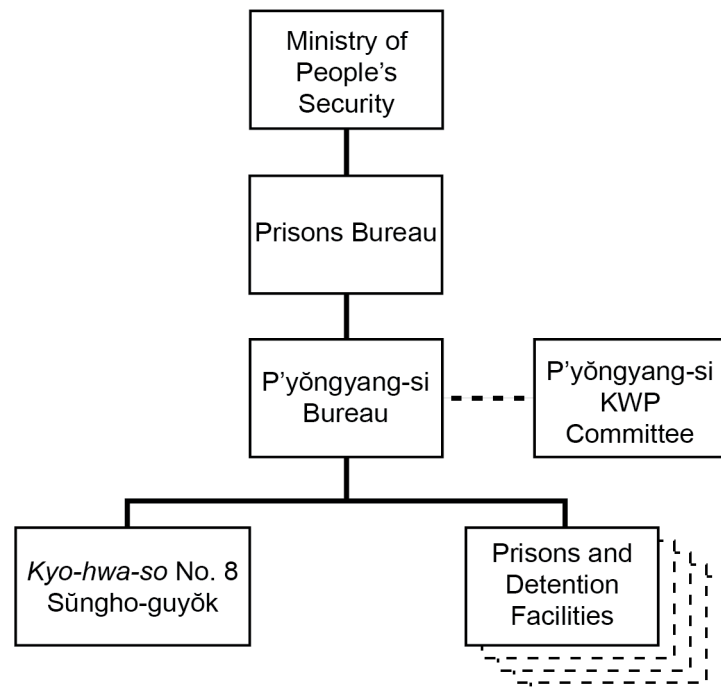 Ministry of
People's
Security
Prisons Bureau
P'yŏngyang-si
Bureau
P'yŏngyang-si
KWP
Committee
Kyo-hwa-so No. 8
Sŭngho-guyŏk
Prisons and
Detention
Facilities